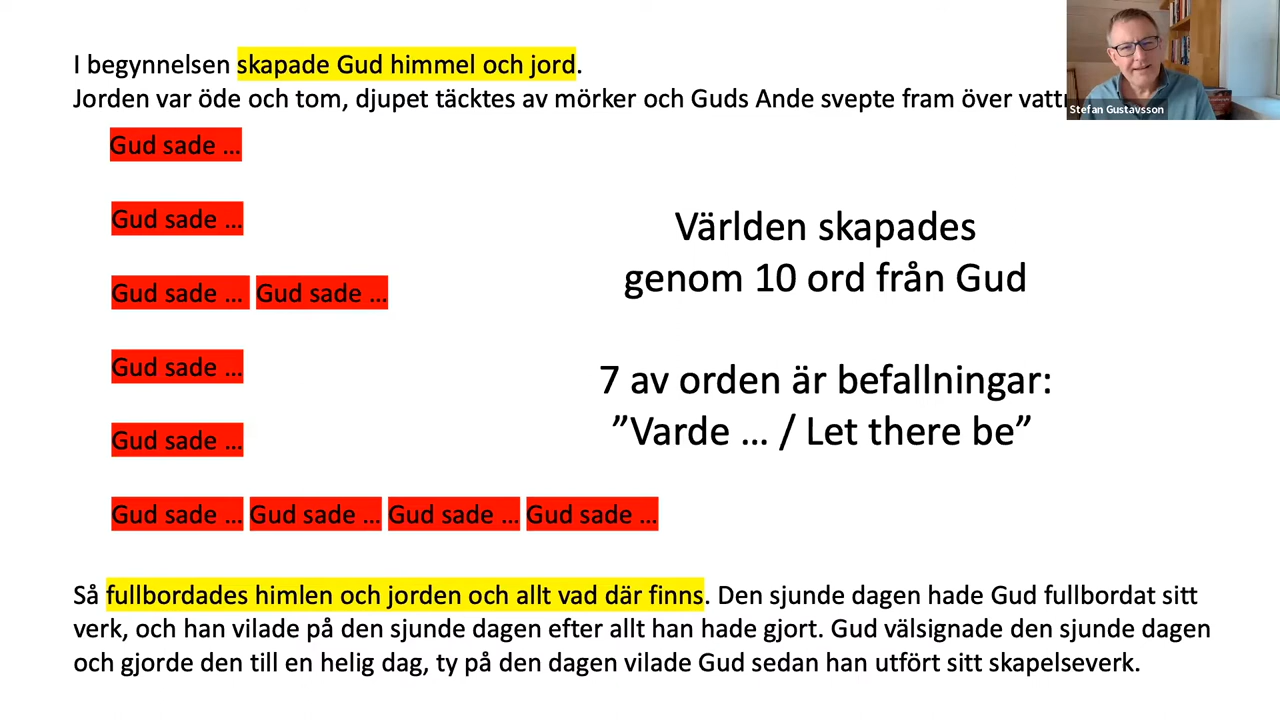 I begynnelsen skapade Gud himmel och jord.
Jorden var öde och tom, djupet täcktes av mörker och Guds Ande svepte fram över
Stefan Gustavsson
Gud sade ...
Gud sade ...
Gud sade ... Gud sade ...
Gud sade ...
Gud sade ...
Gud sade ... Gud sade ... Gud sade ... Gud sade ...
Världen skapades
genom 10 ord från Gud
7 av orden är befallningar:
”Varde ... / Let there be”
Så fullbordades himlen och jorden och allt vad där finns. Den sjunde dagen hade Gud fullbordat sitt
verk, och han vilade på den sjunde dagen efter allt han hade gjort. Gud välsignade den sjunde dagen
och gjorde den till en helig dag, ty på den dagen vilade Gud sedan han utfört sitt skapelseverk.